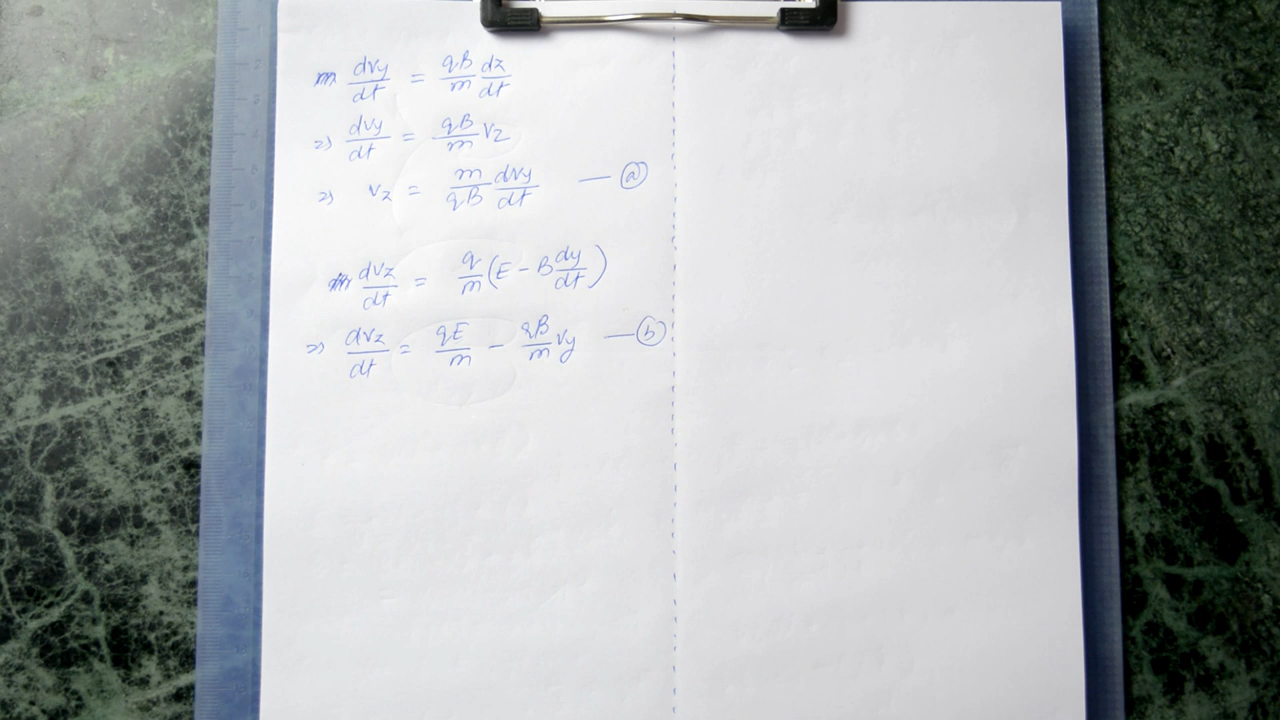 dvy/dt = qB/m dz/dt
=> dvy/dt = qB/m vz
=> vz = m/qB dvy/dt — (a)
dvz/dt = q/m (E - B dy/dt)
=> dvz/dt = qE/m - qB/m vy — (b)